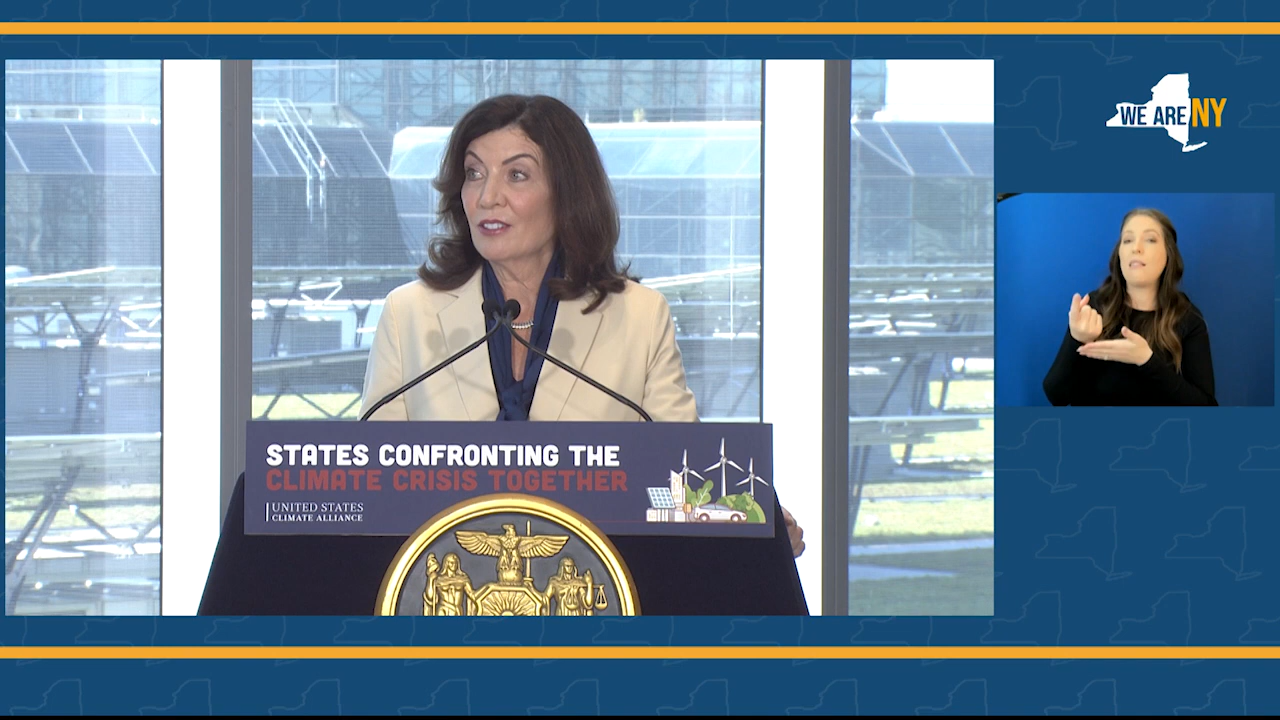 WE ARE NY
STATES CONFRONTING THE
CLIMATE CRISIS TOGETHER
UNITED STATES
CLIMATE ALLIANCE